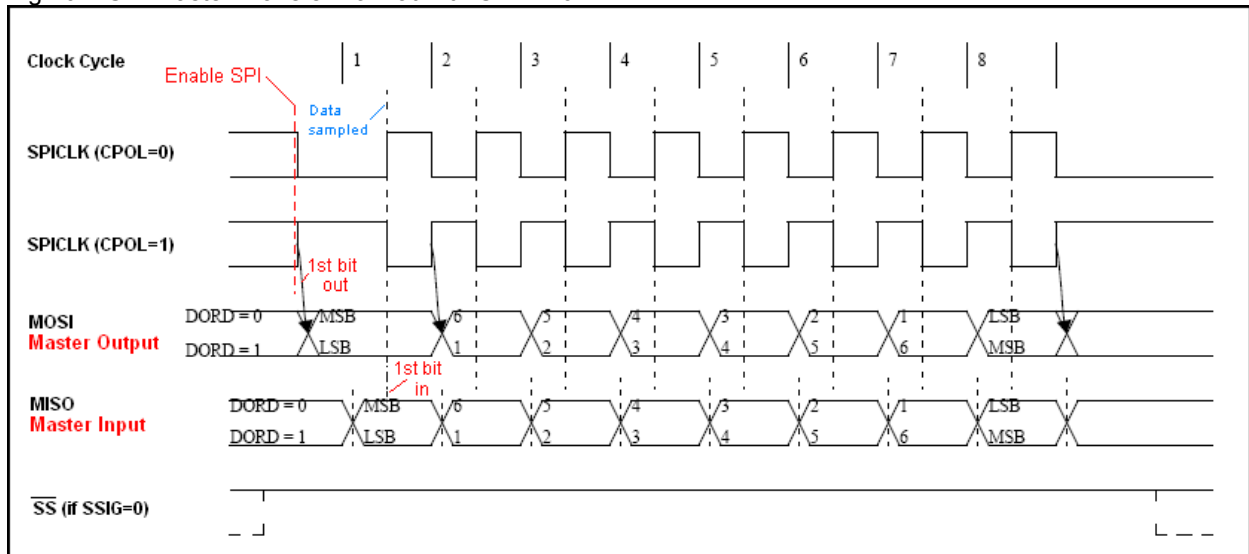 Clock Cycle 1 2 3 4 5 6 7 8
Enable SPI
Data
sampled
SPICLK (CPOL=0)
SPICLK (CPOL=1)
1st bit
out
MOSI DORD = 0 MSB 6 5 4 3 2 1 LSB
Master Output DORD = 1 LSB 1 2 3 4 5 6 MSB
1st bit
in
MISO DORD = 0 MSB 6 5 4 3 2 1 LSB
Master Input DORD = 1 LSB 1 2 3 4 5 6 MSB
SS (if SSIG=0)